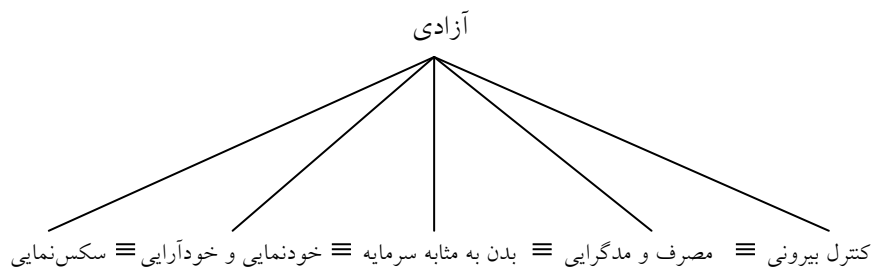 آزادی
کنترل بیرونی ≡ مصرف و مدگرایی ≡ بدن به مثابه سرمایه ≡ خودنمایی و خودآرایی ≡ سکس‌نمایی